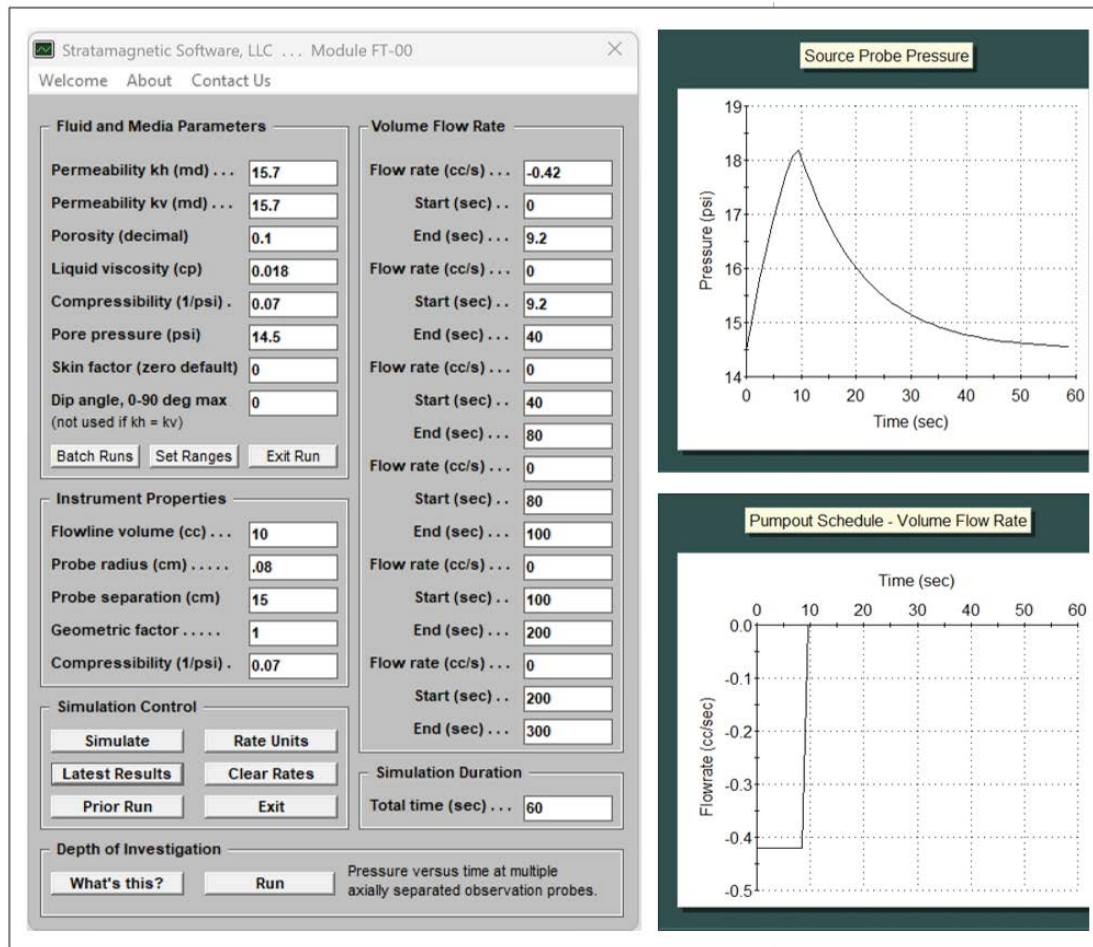 Stratamagnetic Software, LLC ... Module FT-00
Welcome About Contact Us
Fluid and Media Parameters
Permeability kh (md) . . . 15.7
Permeability kv (md) . . . 15.7
Porosity (decimal) 0.1
Liquid viscosity (cp) 0.018
Compressibility (1/psi) . 0.07
Pore pressure (psi) 14.5
Skin factor (zero default) 0
Dip angle, 0-90 deg max 0
(not used if kh = kv)
Batch Runs Set Ranges Exit Run
Instrument Properties
Flowline volume (cc) . . . 10
Probe radius (cm) . . . . . .08
Probe separation (cm) 15
Geometric factor . . . . . 1
Compressibility (1/psi) . 0.07
Simulation Control
Simulate Rate Units
Latest Results Clear Rates
Prior Run Exit
Volume Flow Rate
Flow rate (cc/s) . . . -0.42
Start (sec) . . 0
End (sec) . . . 9.2
Flow rate (cc/s) . . . 0
Start (sec) . . 9.2
End (sec) . . . 40
Flow rate (cc/s) . . . 0
Start (sec) . . 40
End (sec) . . . 80
Flow rate (cc/s) . . . 0
Start (sec) . . 80
End (sec) . . . 100
Flow rate (cc/s) . . . 0
Start (sec) . . 100
End (sec) . . . 200
Flow rate (cc/s) . . . 0
Start (sec) . . 200
End (sec) . . . 300
Simulation Duration
Total time (sec) . . . 60
Depth of Investigation
What's this? Run
Pressure versus time at multiple
axially separated observation probes.
Source Probe Pressure
Pressure (psi)
19
18
17
16
15
14
0 10 20 30 40 50 60
Time (sec)
Pumpout Schedule - Volume Flow Rate
Time (sec)
0 10 20 30 40 50 60
Flowrate (cc/sec)
0.0
-0.1
-0.2
-0.3
-0.4
-0.5